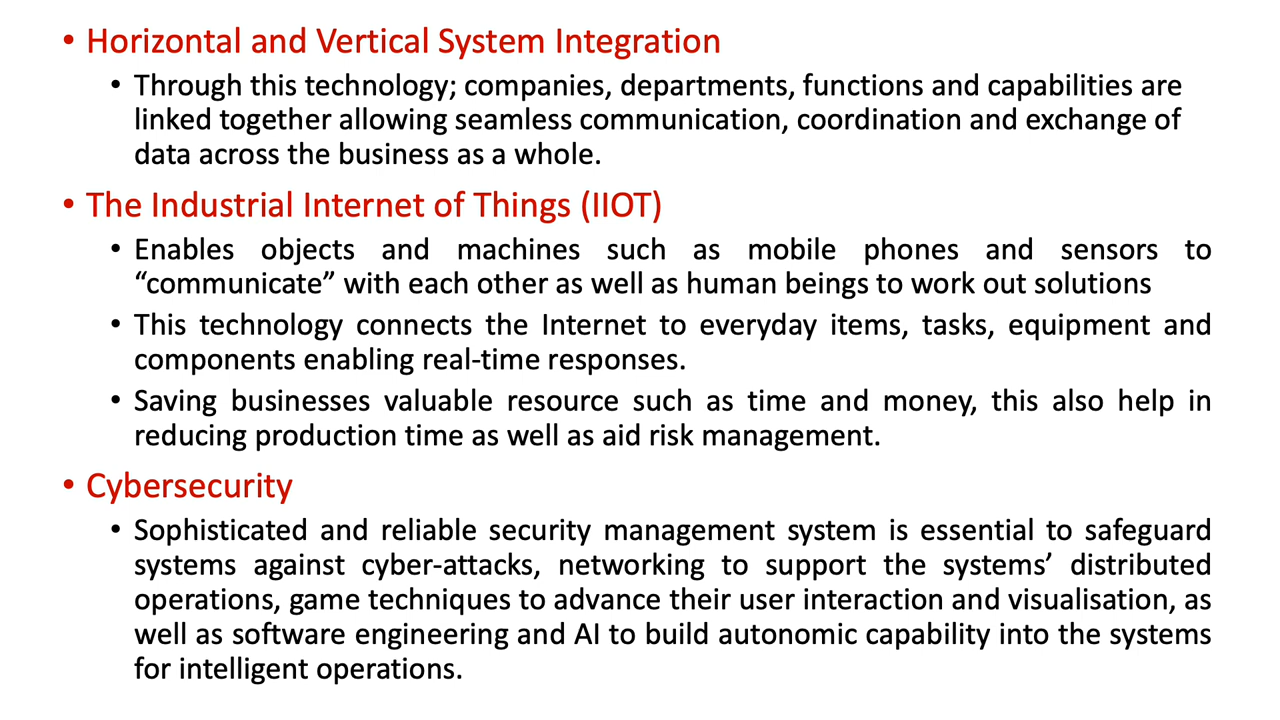 • Horizontal and Vertical System Integration
• Through this technology; companies, departments, functions and capabilities are
linked together allowing seamless communication, coordination and exchange of
data across the business as a whole.
• The Industrial Internet of Things (IIOT)
• Enables objects and machines such as mobile phones and sensors to
“communicate” with each other as well as human beings to work out solutions
• This technology connects the Internet to everyday items, tasks, equipment and
components enabling real-time responses.
• Saving businesses valuable resource such as time and money, this also help in
reducing production time as well as aid risk management.
• Cybersecurity
• Sophisticated and reliable security management system is essential to safeguard
systems against cyber-attacks, networking to support the systems’ distributed
operations, game techniques to advance their user interaction and visualisation, as
well as software engineering and AI to build autonomic capability into the systems
for intelligent operations.